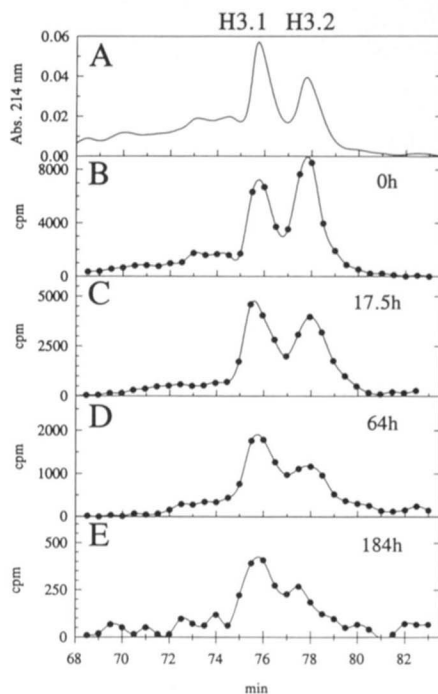 H3.1 H3.2
A
Abs. 214 nm
0.06
0.04
0.02
0.00
B
0h
cpm
8000
4000
0
C
17.5h
cpm
5000
2500
0
D
64h
cpm
2000
1000
0
E
184h
cpm
500
250
0
68 70 72 74 76 78 80 82
min